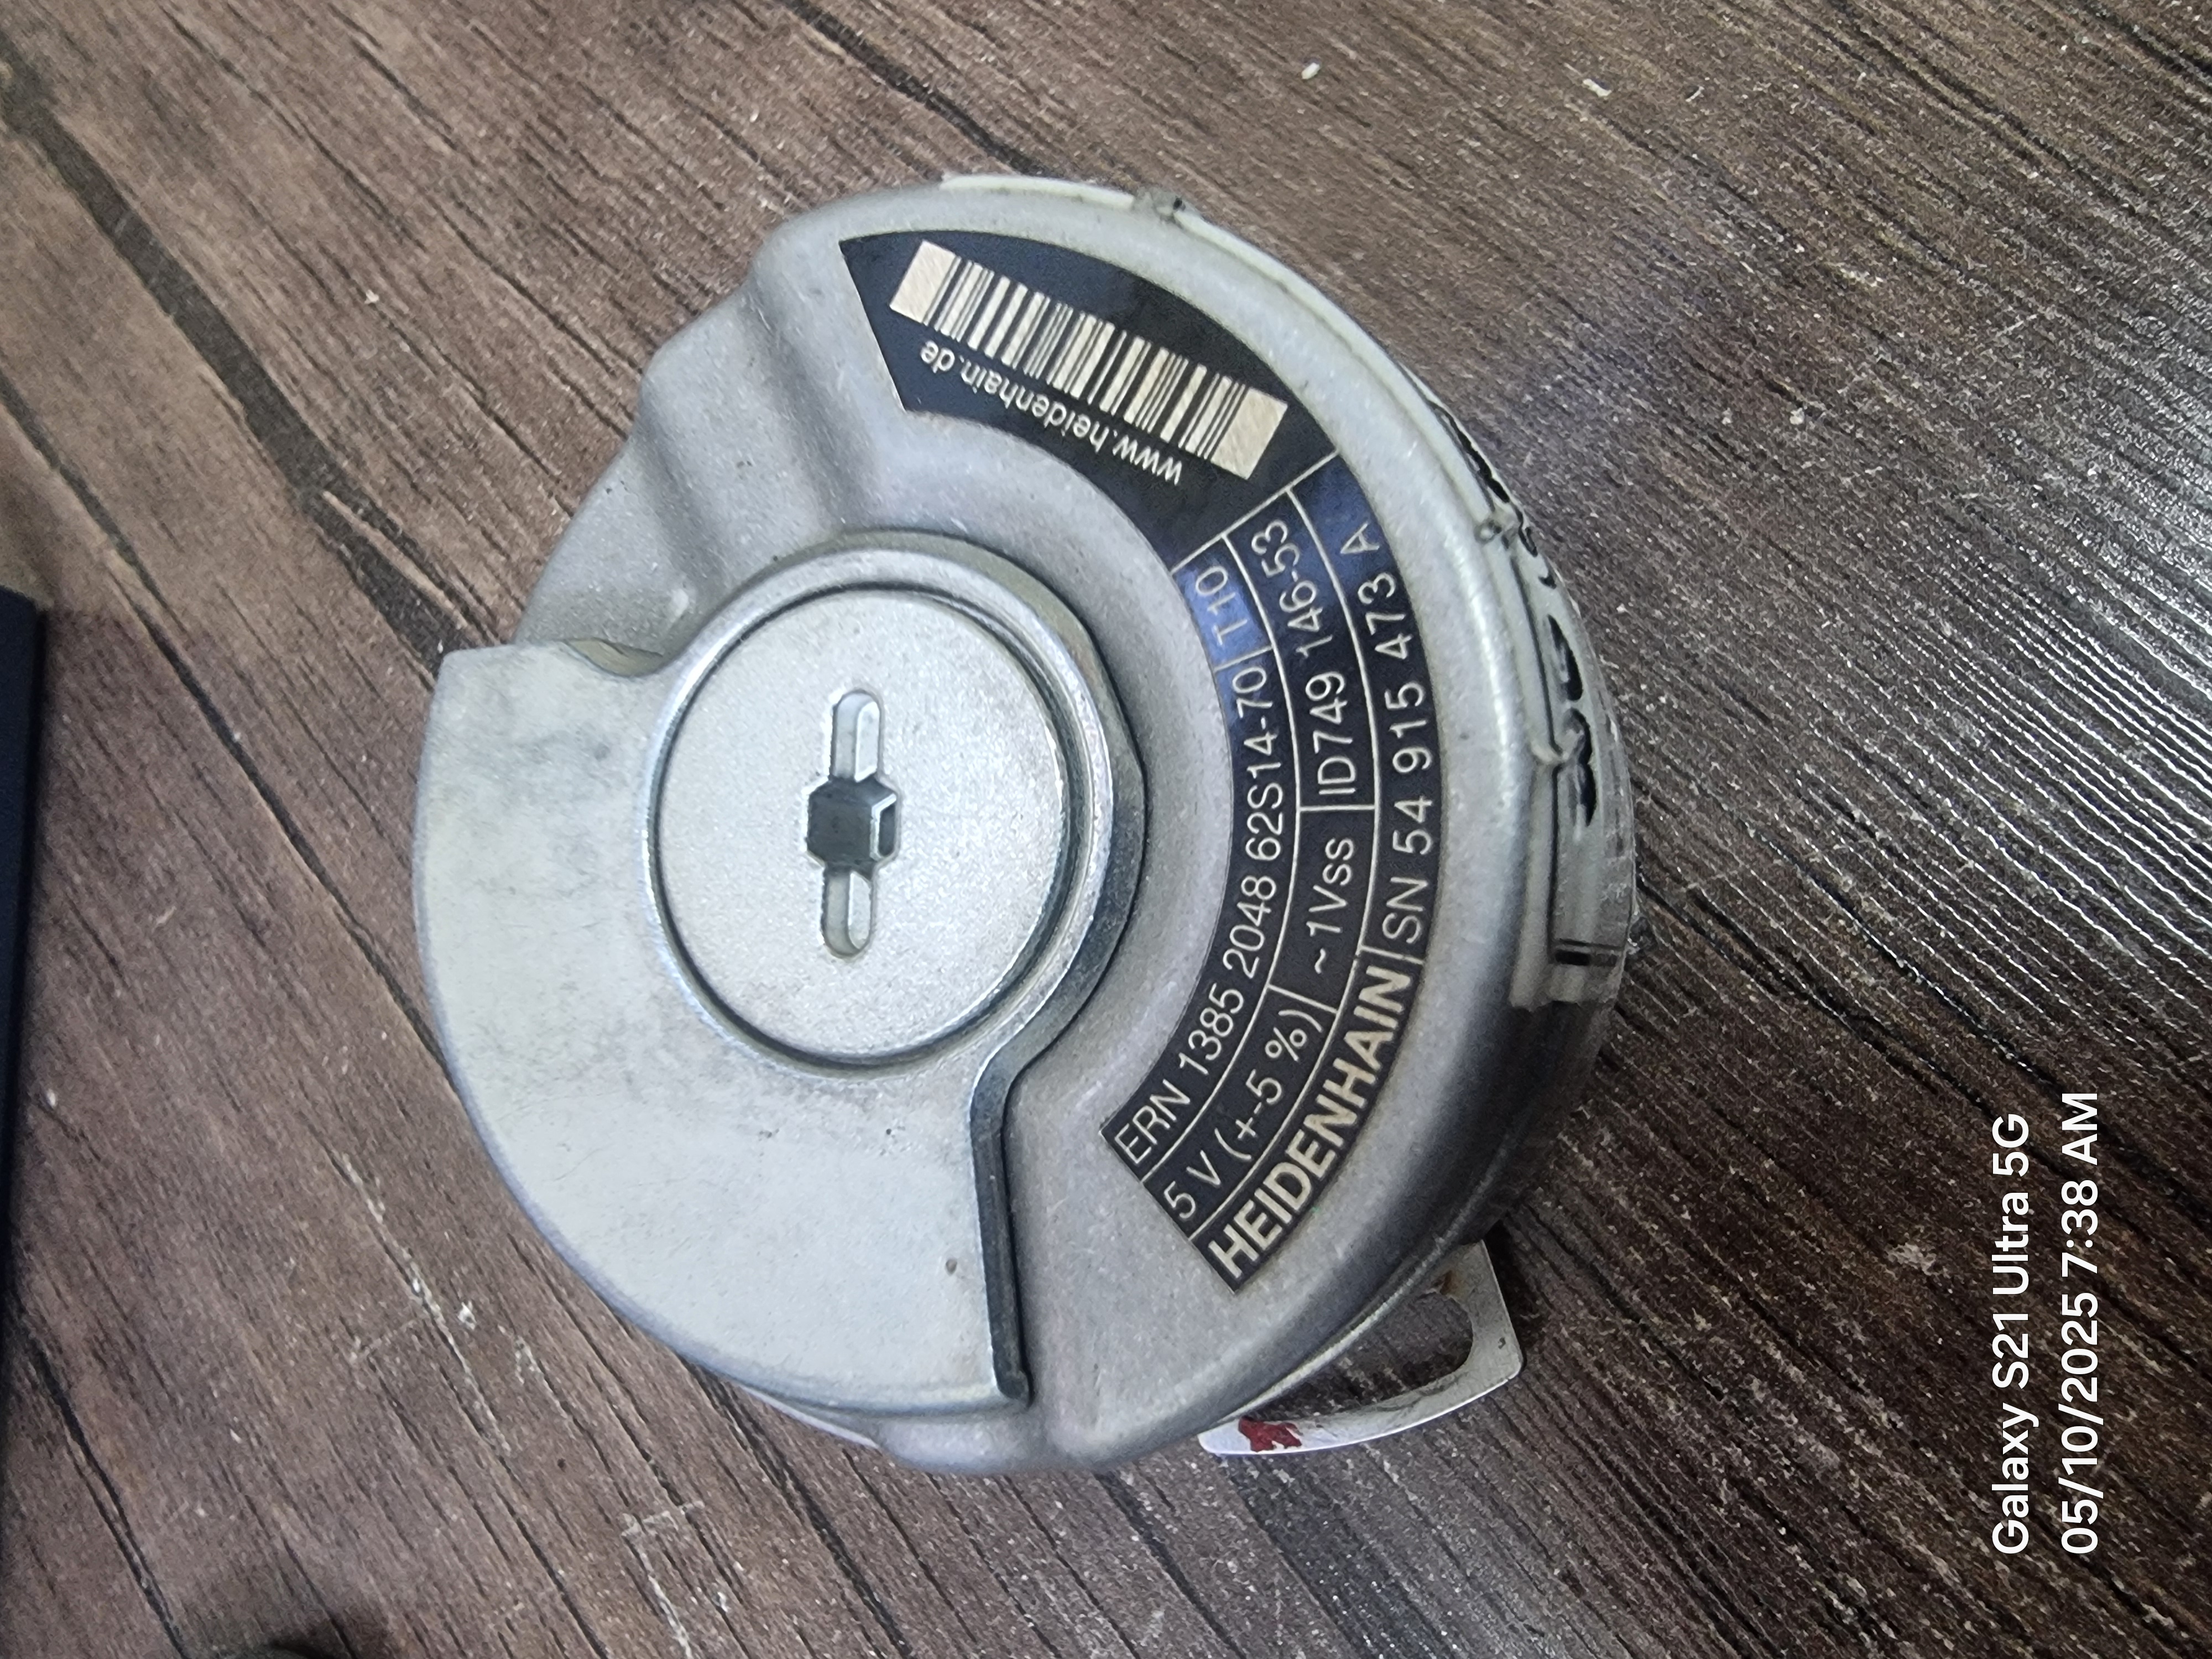 ERN 1385 2048 62S14-70 T10
5 V (+-5 %) ~1Vss ID749 146-53
HEIDENHAIN SN 54 915 473 A
www.heidenhain.de
Galaxy S21 Ultra 5G
05/10/2025 7:38 AM